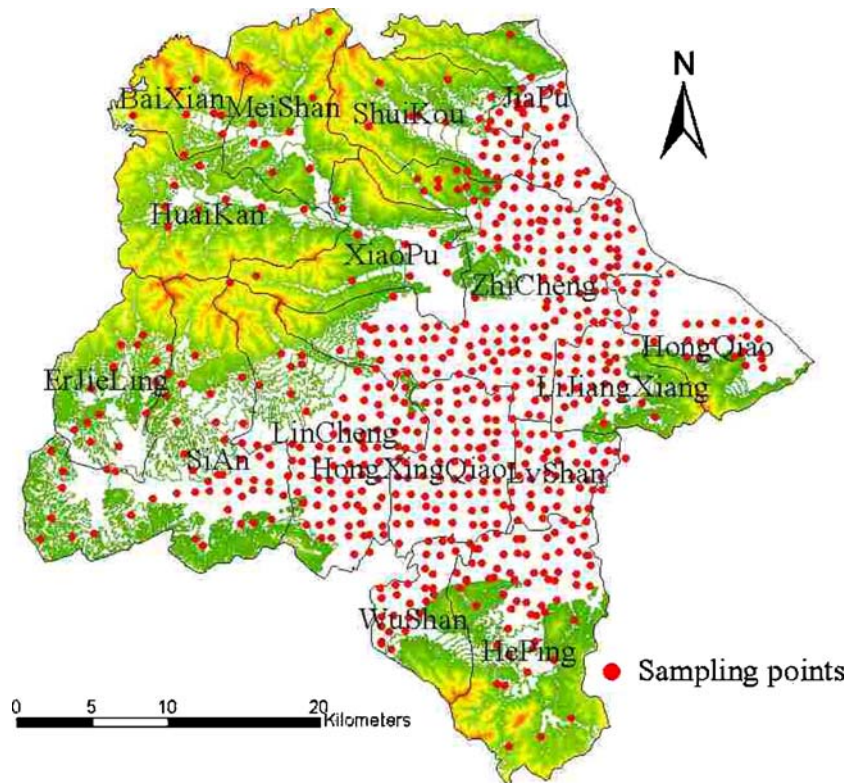 N
BaiXian
MeiShan
ShuiKou
JiaPu
HuaiKan
XiaoPu
ZhiCheng
HongQiao
ErJieLing
LiJiangXiang
LinCheng
SiAn
HongXingQiao
LvShan
WuShan
HePing
Sampling points
0 5 10 20
Kilometers